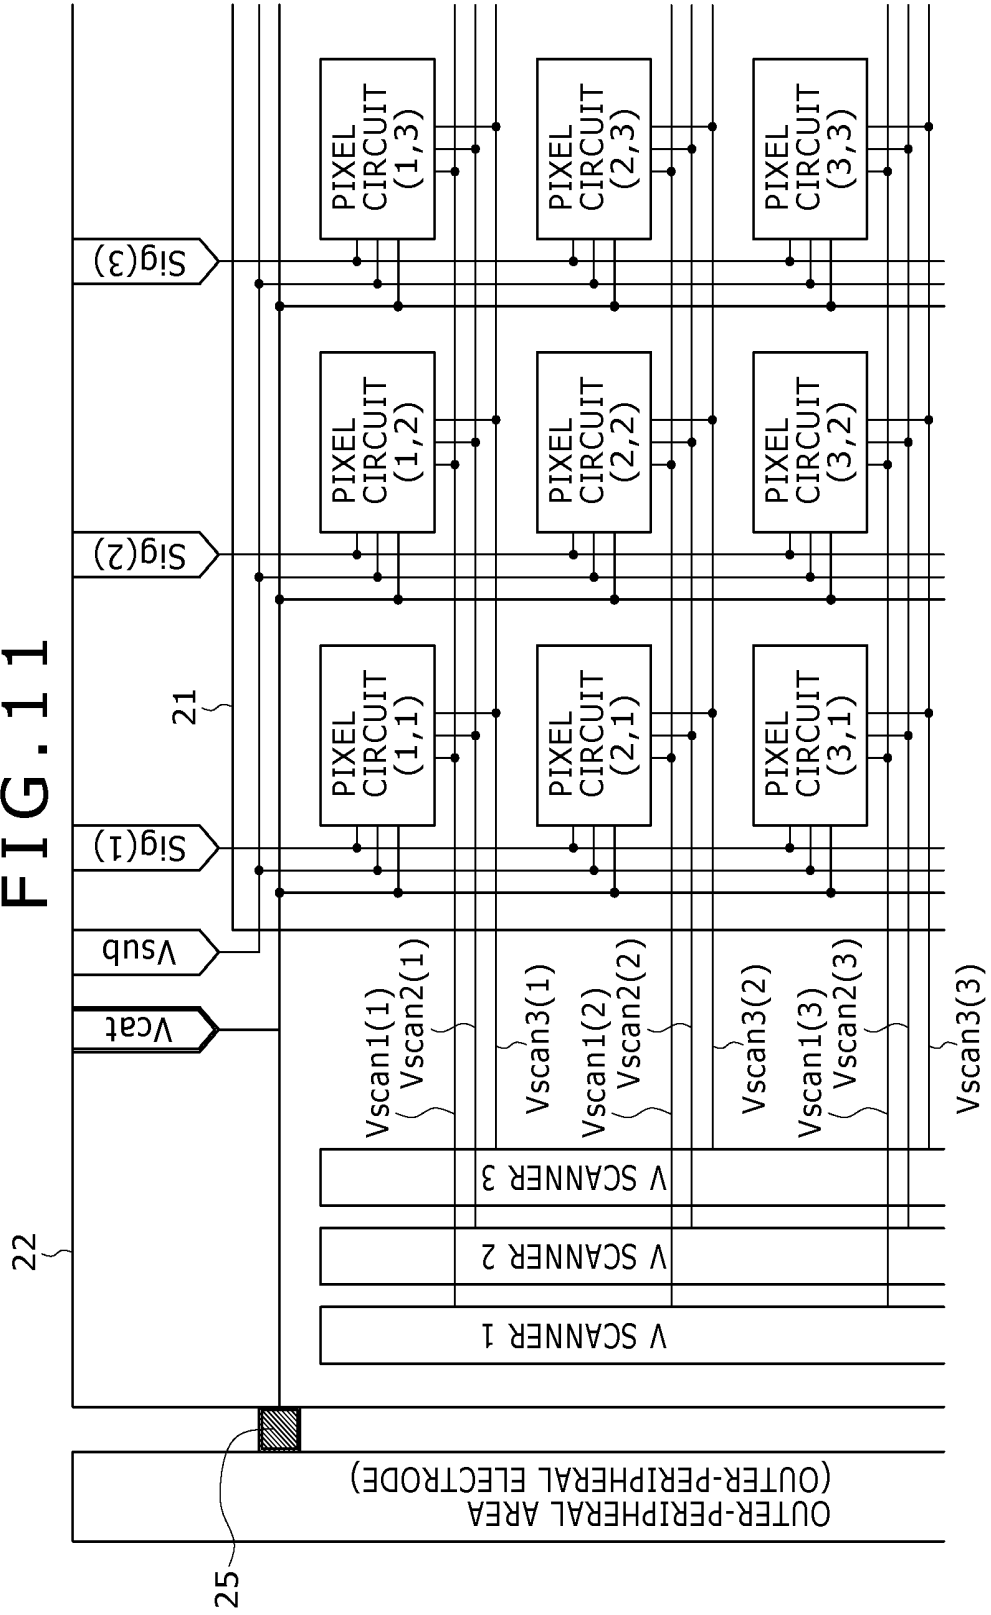 FIG.11
22
21
25
Vcat
Vsub
Sig(1)
Sig(2)
Sig(3)
OUTER-PERIPHERAL AREA
(OUTER-PERIPHERAL ELECTRODE)
V SCANNER 1
V SCANNER 2
V SCANNER 3
Vscan1(1)
Vscan2(1)
Vscan3(1)
Vscan1(2)
Vscan2(2)
Vscan3(2)
Vscan1(3)
Vscan2(3)
Vscan3(3)
PIXEL
CIRCUIT
(1,1)
PIXEL
CIRCUIT
(1,2)
PIXEL
CIRCUIT
(1,3)
PIXEL
CIRCUIT
(2,1)
PIXEL
CIRCUIT
(2,2)
PIXEL
CIRCUIT
(2,3)
PIXEL
CIRCUIT
(3,1)
PIXEL
CIRCUIT
(3,2)
PIXEL
CIRCUIT
(3,3)